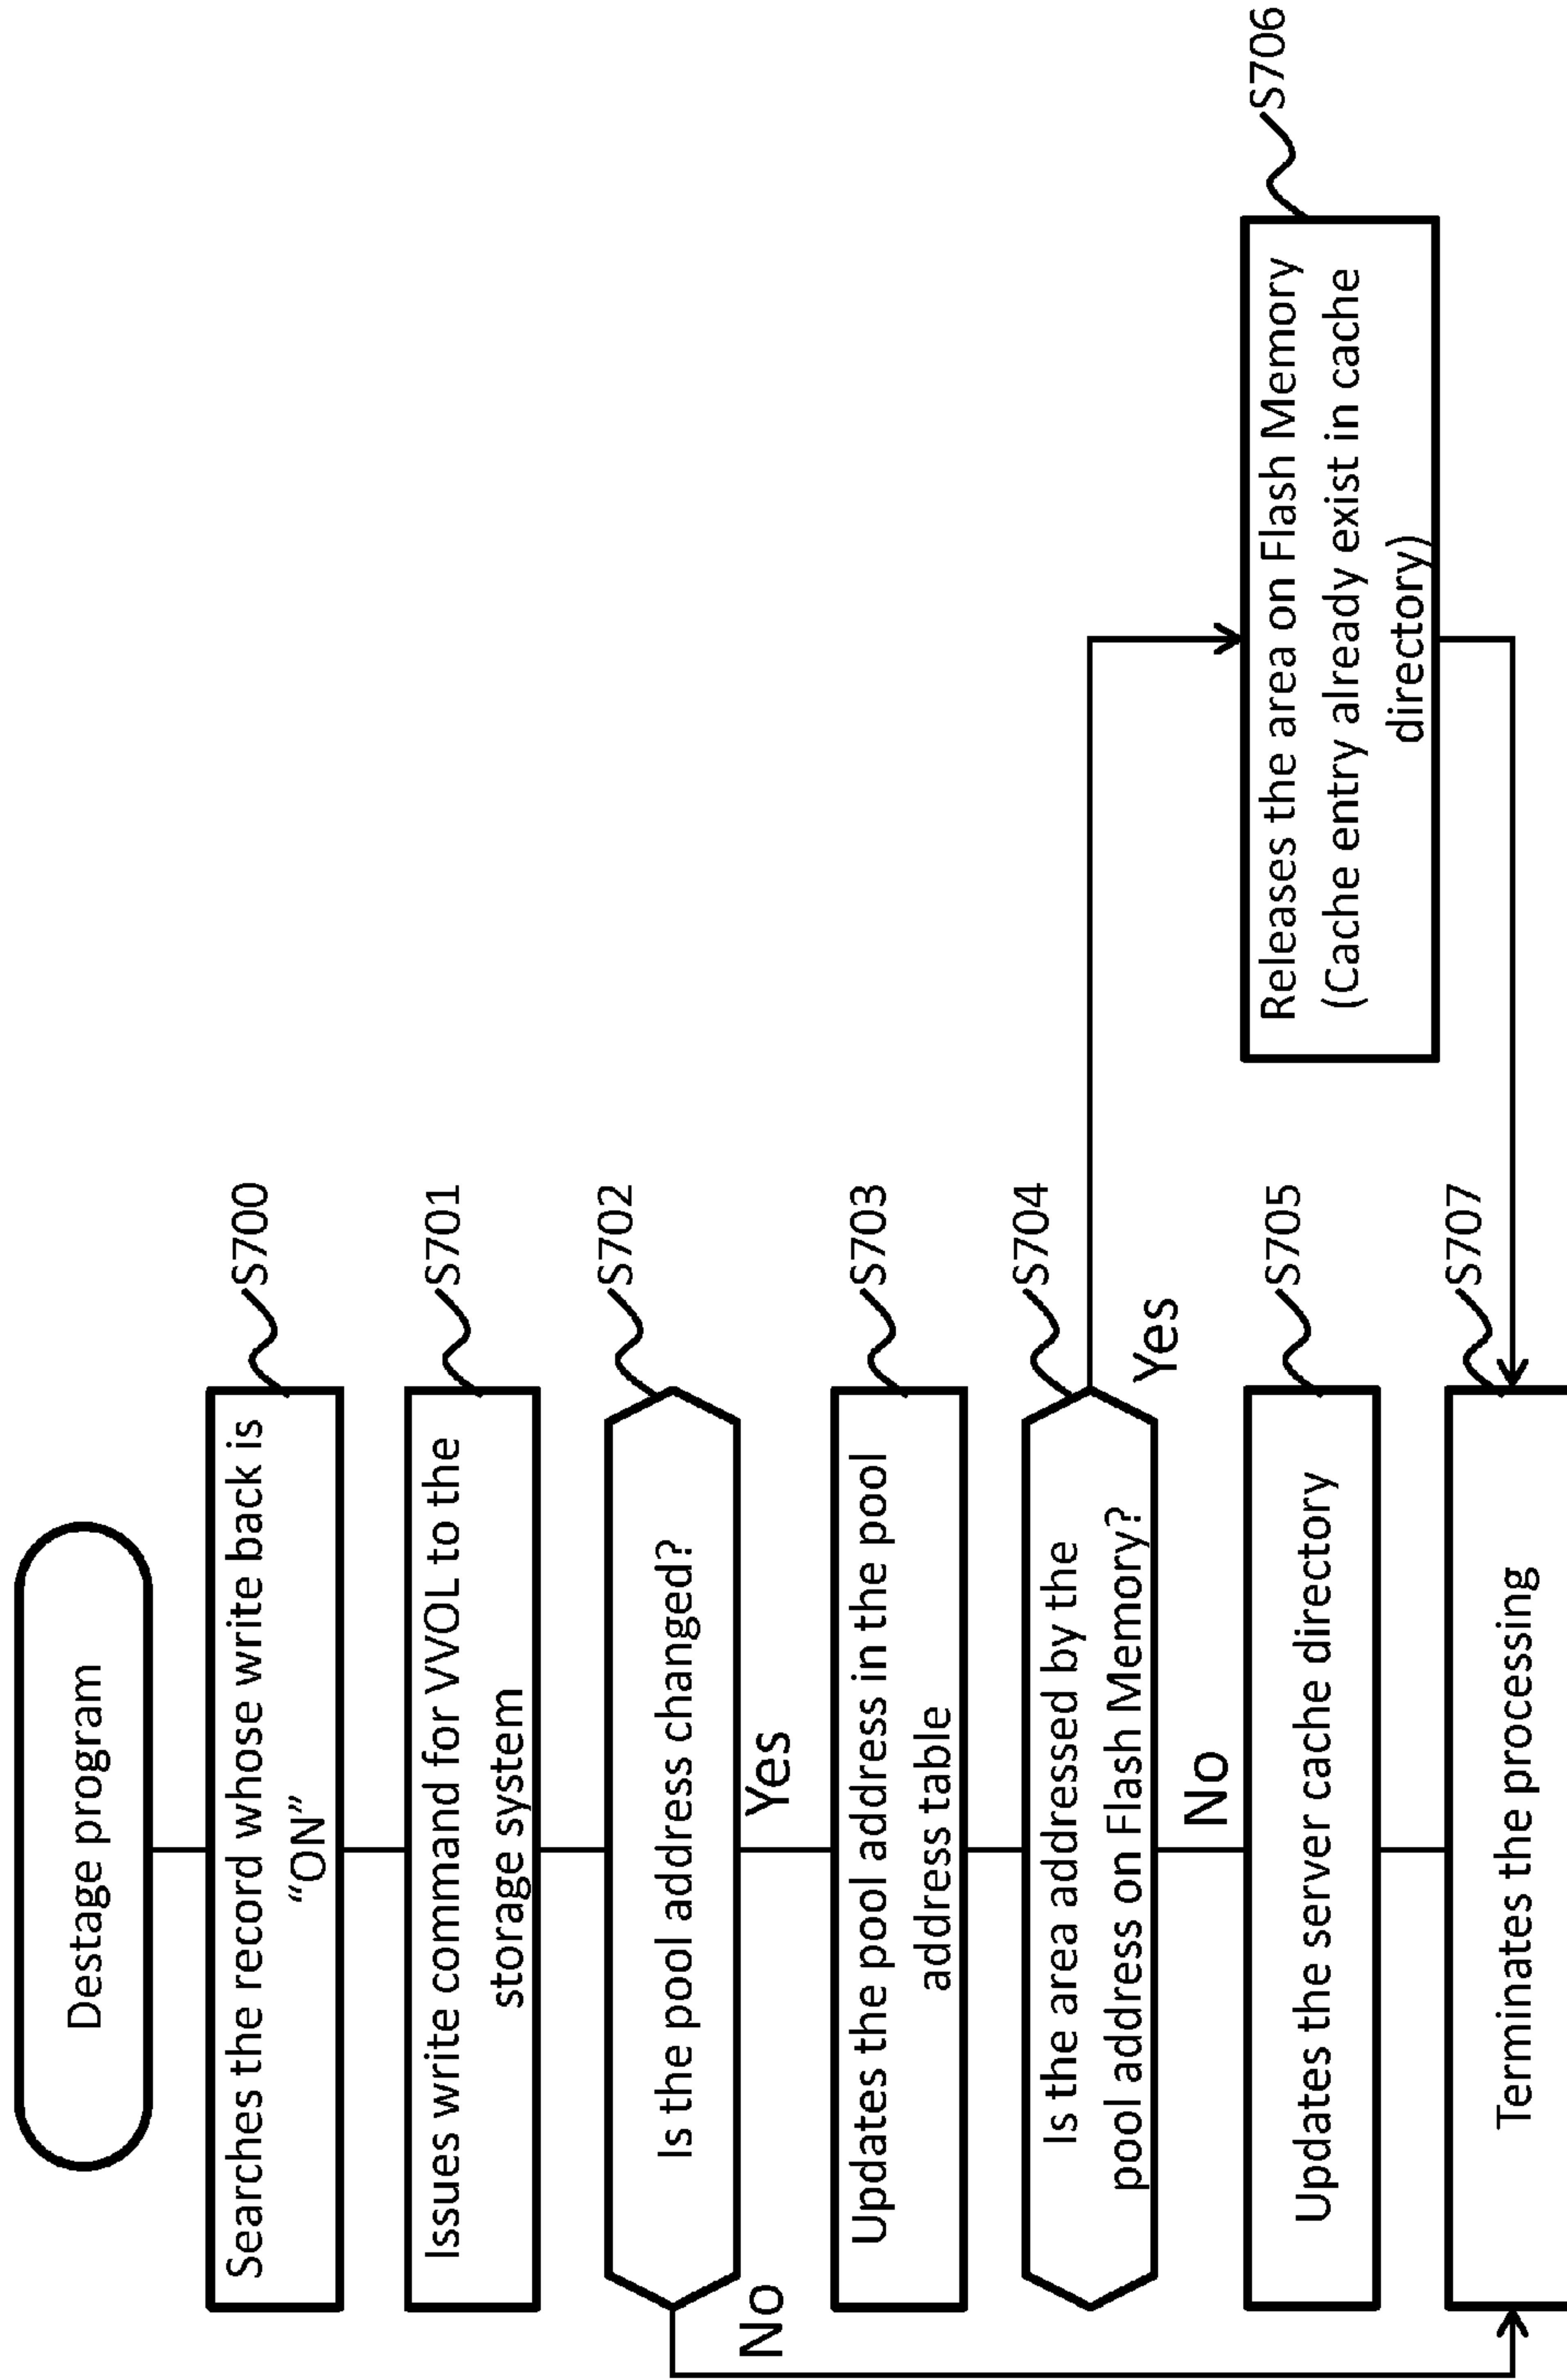 Destage program
Searches the record whose write back is
“ON”
S700
Issues write command for VVOL to the
storage system
S701
Is the pool address changed?
S702
No
Yes
Updates the pool address in the pool
address table
S703
Is the area addressed by the
pool address on Flash Memory?
S704
Yes
No
Updates the server cache directory
S705
Releases the area on Flash Memory
(Cache entry already exist in cache
directory)
S706
Terminates the processing
S707